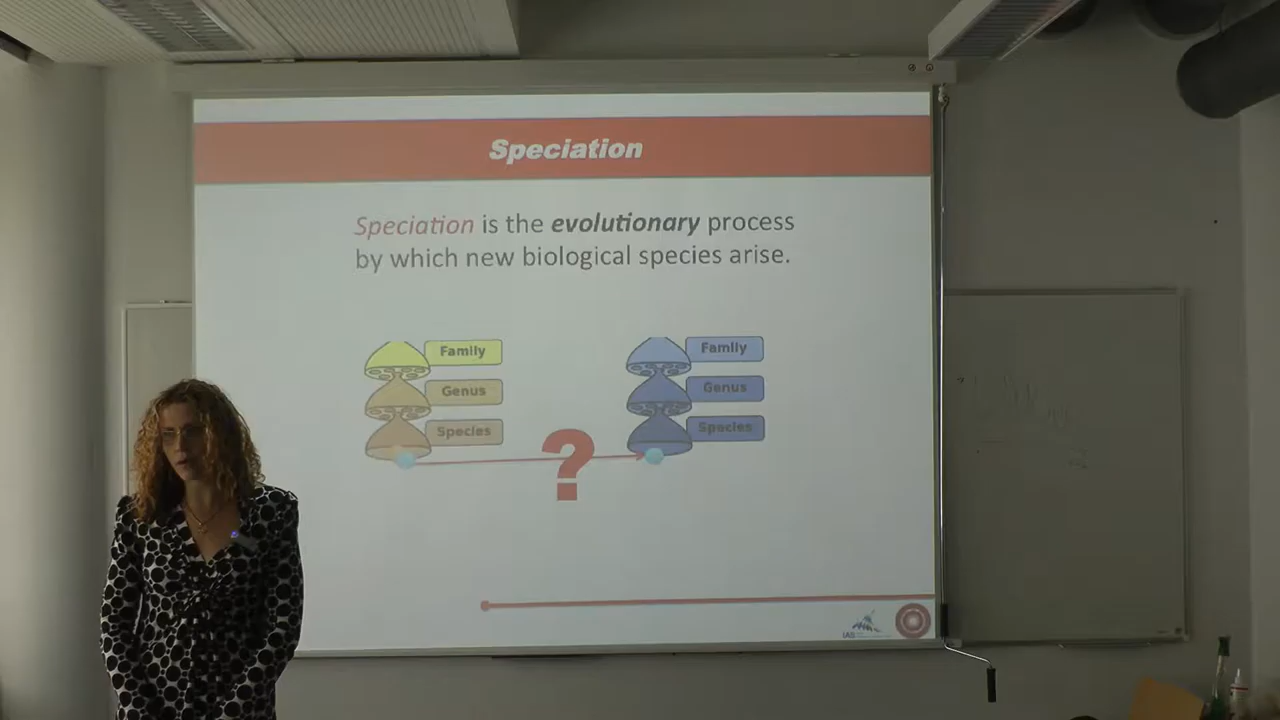 Speciation
Speciation is the evolutionary process
by which new biological species arise.
Family
Family
Genus
Genus
Species
Species
?
IAS